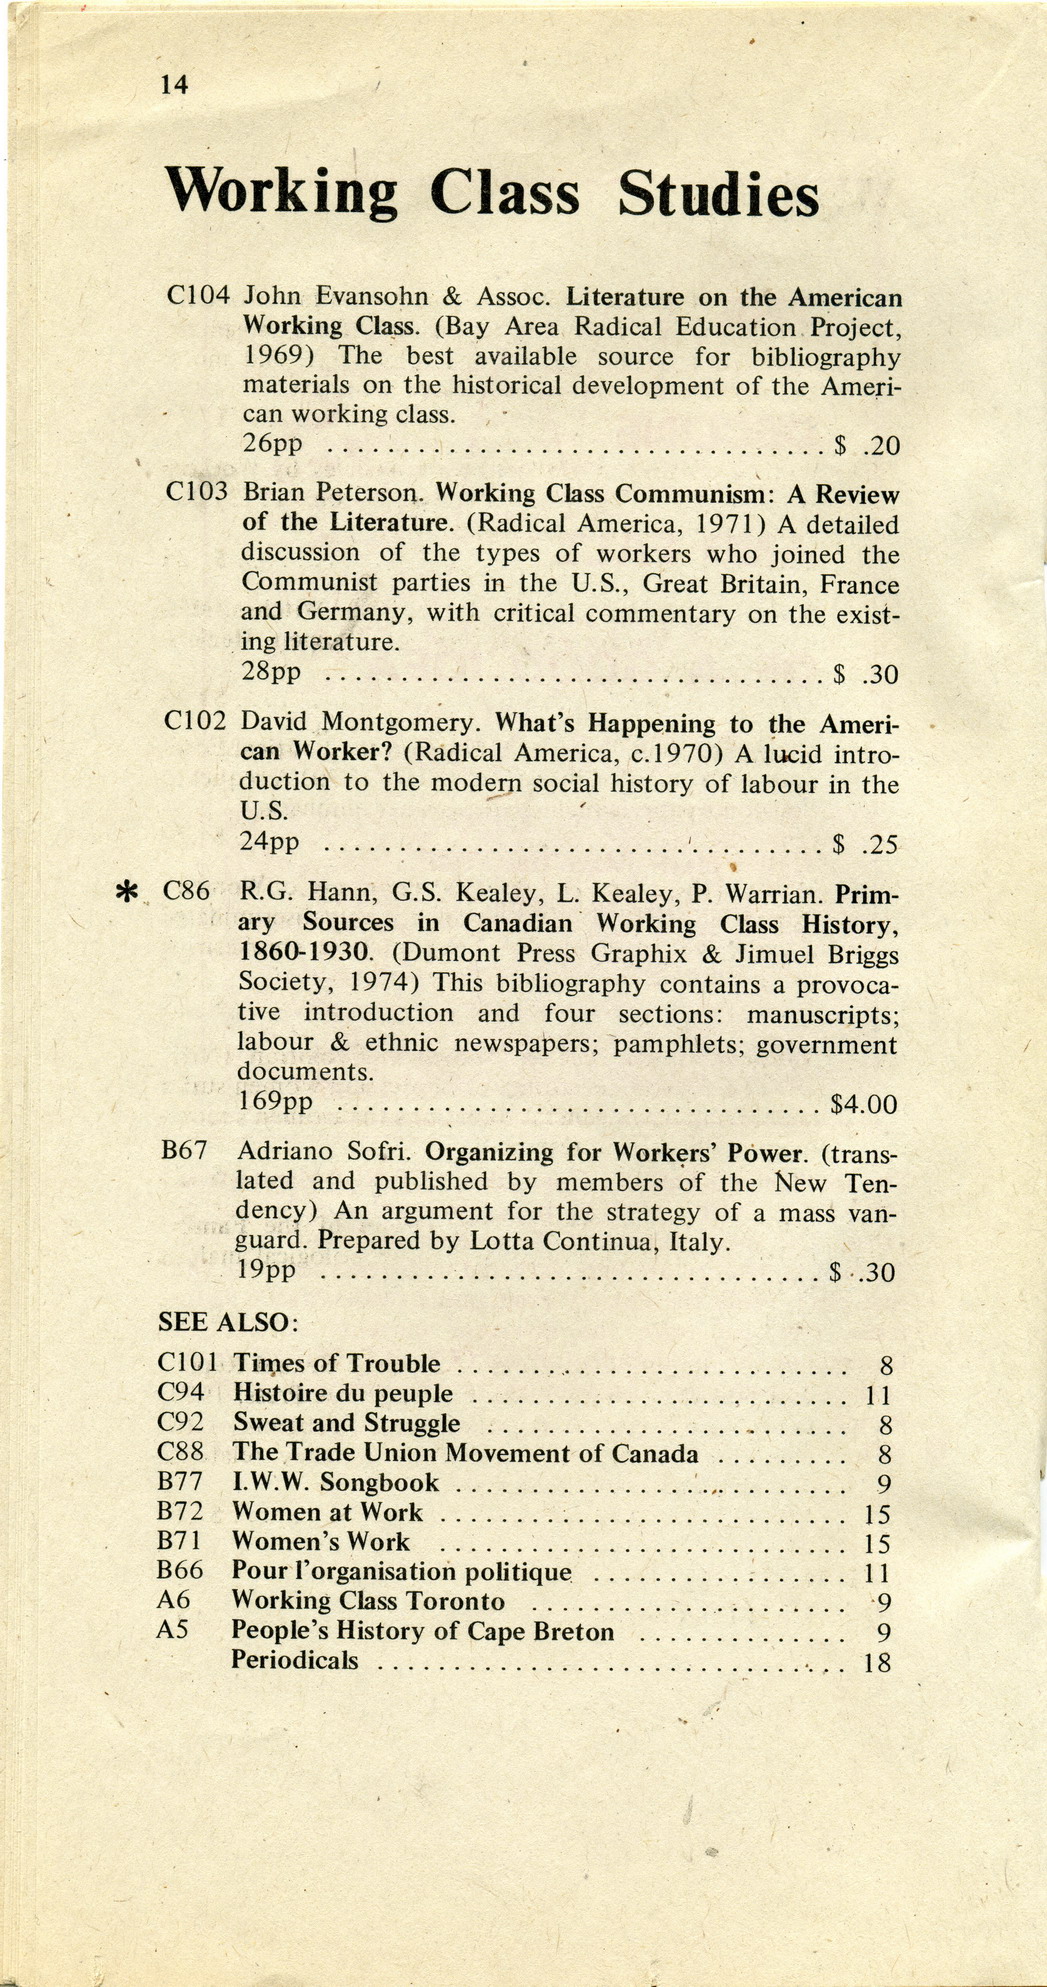 14
Working Class Studies
C104 John Evansohn & Assoc. Literature on the American
Working Class. (Bay Area Radical Education Project,
1969) The best available source for bibliography
materials on the historical development of the Ameri-
can working class.
26pp ................................. $ .20
C103 Brian Peterson. Working Class Communism: A Review
of the Literature. (Radical America, 1971) A detailed
discussion of the types of workers who joined the
Communist parties in the U.S., Great Britain, France
and Germany, with critical commentary on the exist-
ing literature.
28pp ................................. $ .30
C102 David Montgomery. What's Happening to the Ameri-
can Worker? (Radical America, c.1970) A lucid intro-
duction to the modern social history of labour in the
U.S.
24pp ................................. $ .25
* C86 R.G. Hann, G.S. Kealey, L. Kealey, P. Warrian. Prim-
ary Sources in Canadian Working Class History,
1860-1930. (Dumont Press Graphix & Jimuel Briggs
Society, 1974) This bibliography contains a provoca-
tive introduction and four sections: manuscripts;
labour & ethnic newspapers; pamphlets; government
documents.
169pp ................................ $4.00
B67 Adriano Sofri. Organizing for Workers' Power. (trans-
lated and published by members of the New Ten-
dency) An argument for the strategy of a mass van-
guard. Prepared by Lotta Continua, Italy.
19pp ................................. $ .30
SEE ALSO:
C101 Times of Trouble .......................... 8
C94 Histoire du peuple ......................... 11
C92 Sweat and Struggle ........................ 8
C88 The Trade Union Movement of Canada ......... 8
B77 I.W.W. Songbook .......................... 9
B72 Women at Work ........................... 15
B71 Women's Work ........................... 15
B66 Pour l'organisation politique ................. 11
A6 Working Class Toronto ..................... 9
A5 People's History of Cape Breton .............. 9
Periodicals ............................... 18